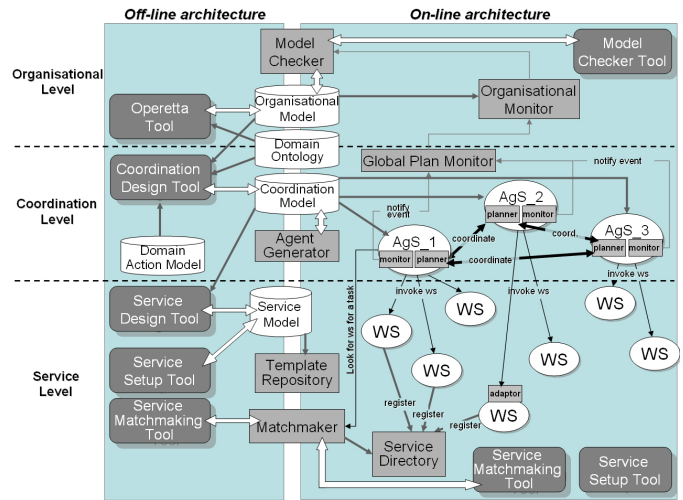 Off-line architecture
On-line architecture
Model
Checker
Model
Checker Tool
Organisational
Level
Operetta
Tool
Organisational
Model
Organisational
Monitor
Domain
Ontology
Global Plan Monitor
notify event
Coordination
Design Tool
Coordination
Model
notify
event
AgS_2
planner
monitor
Coordination
Level
AgS_1
monitor
planner
coordinate
coord.
coordinate
AgS_3
planner
monitor
Domain
Action Model
Agent
Generator
invoke ws
invoke ws
invoke ws
Look for ws for a task
Service
Design Tool
Service
Model
WS
WS
WS
WS
WS
WS
Service
Setup Tool
Template
Repository
Service
Level
adaptor
WS
register
register
register
Service
Matchmaking
Tool
Matchmaker
Service
Directory
Service
Matchmaking
Tool
Service
Setup Tool